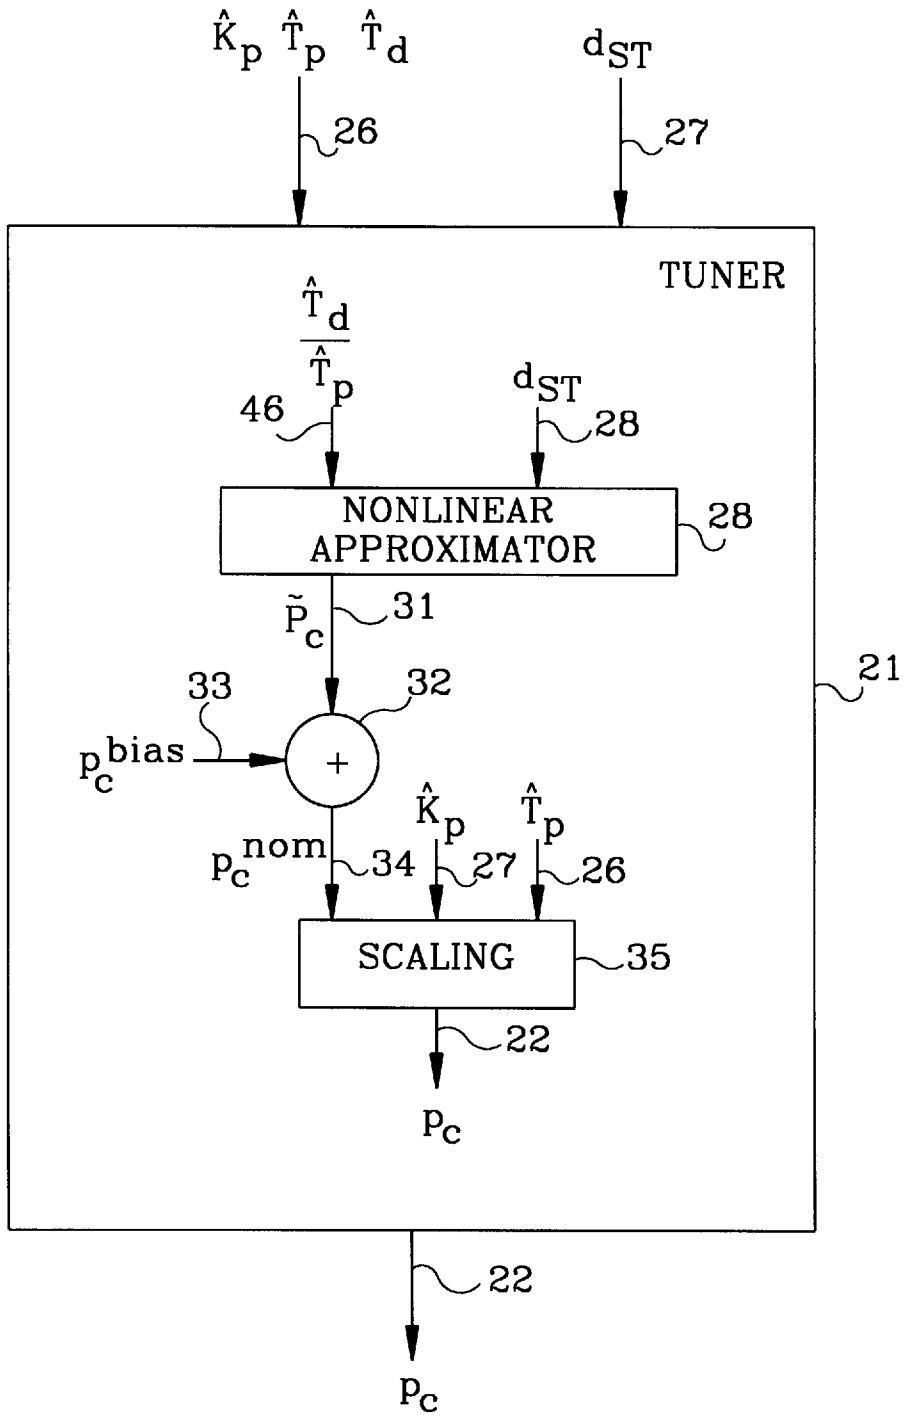 K̂p T̂p T̂d dST
26 27
TUNER
T̂d
T̂p
dST
46 28
NONLINEAR
APPROXIMATOR
28
P̃c 31
21
33 32
pc bias +
K̂p T̂p
pc nom 34 27 26
SCALING 35
22
pc
22
pc